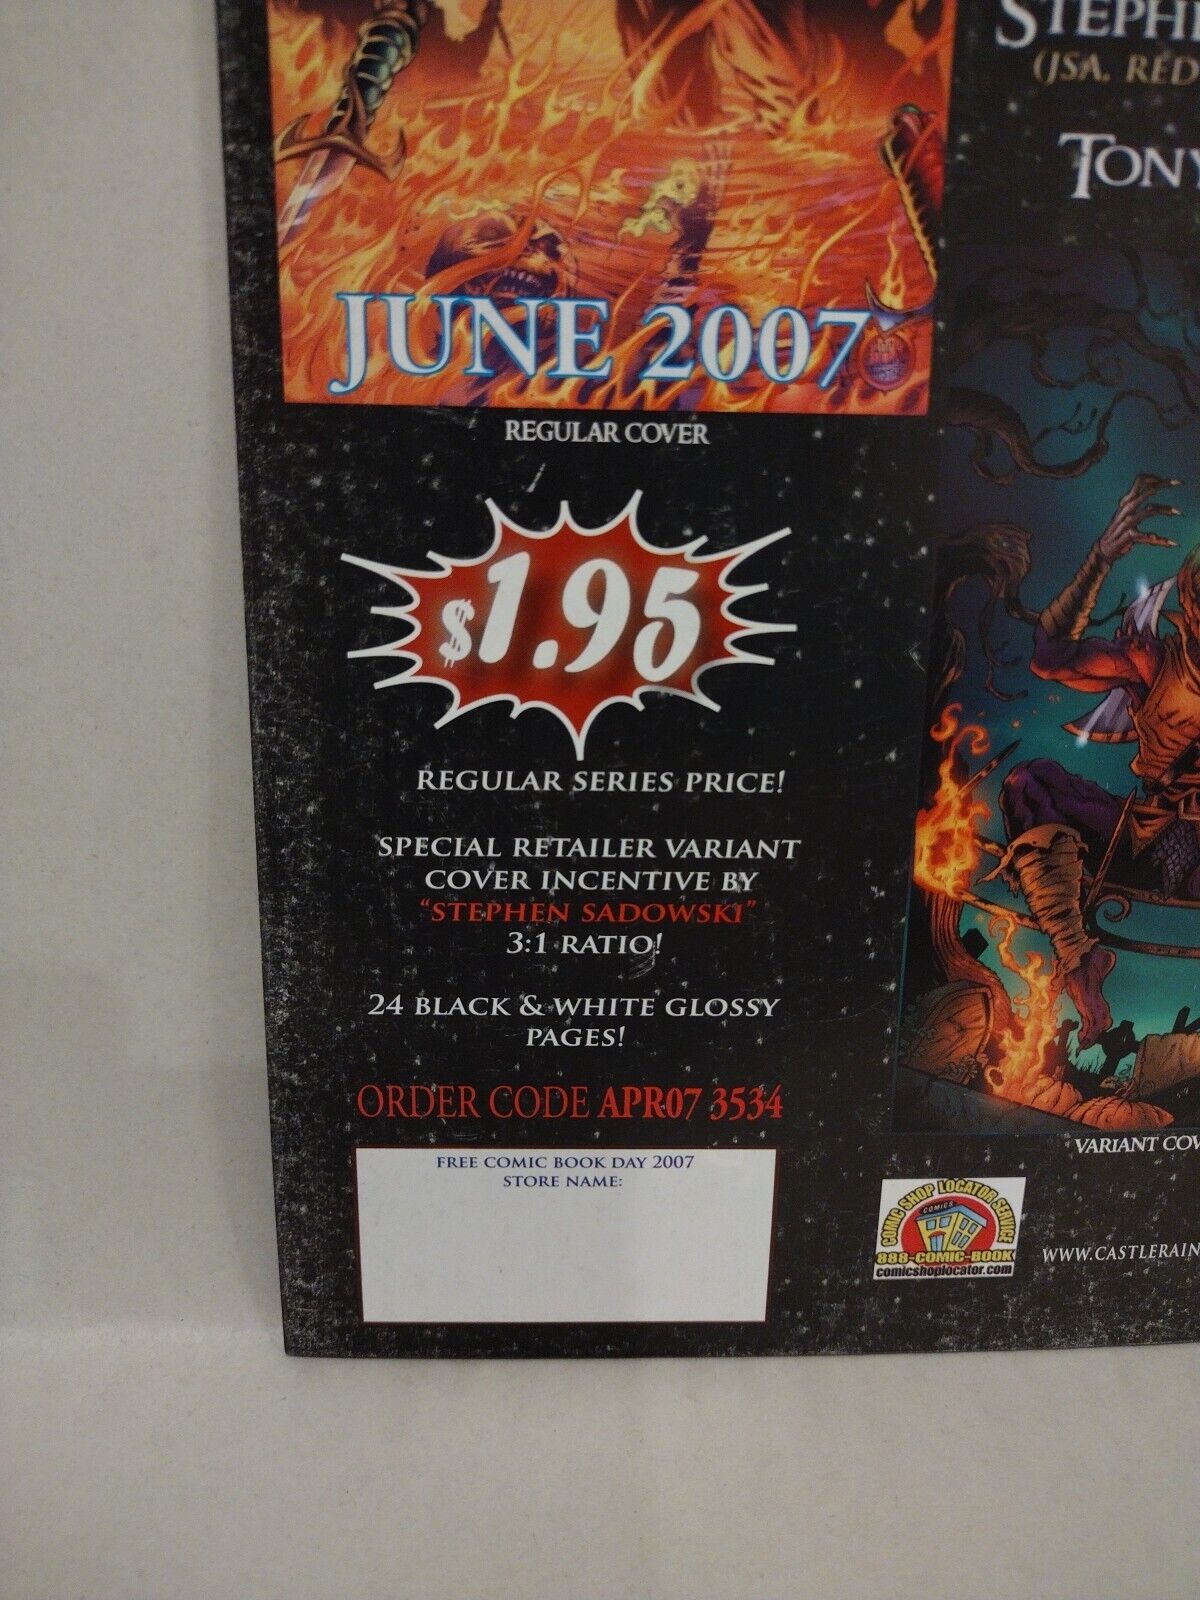 STEPH
(JSA, RED
TONY
JUNE 2007
REGULAR COVER
$1.95
REGULAR SERIES PRICE!
SPECIAL RETAILER VARIANT
COVER INCENTIVE BY
"STEPHEN SADOWSKI"
3:1 RATIO!
24 BLACK & WHITE GLOSSY
PAGES!
ORDER CODE APR07 3534
FREE COMIC BOOK DAY 2007
STORE NAME:
VARIANT COV
COMIC SHOP LOCATOR SERVICE
COMICS
888-COMIC-BOOK
comicshoplocator.com
WWW.CASTLERAIN